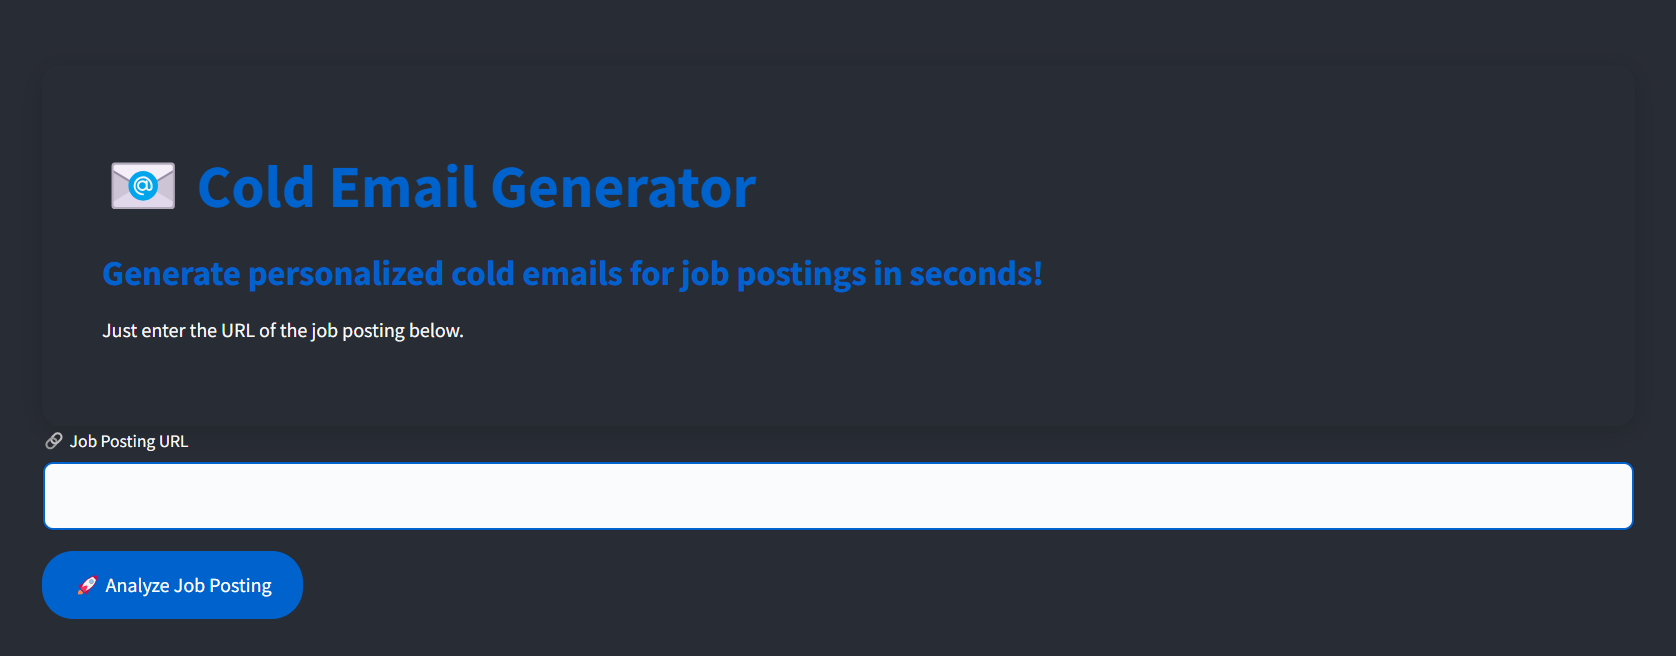 Cold Email Generator
Generate personalized cold emails for job postings in seconds!
Just enter the URL of the job posting below.
Job Posting URL
Analyze Job Posting